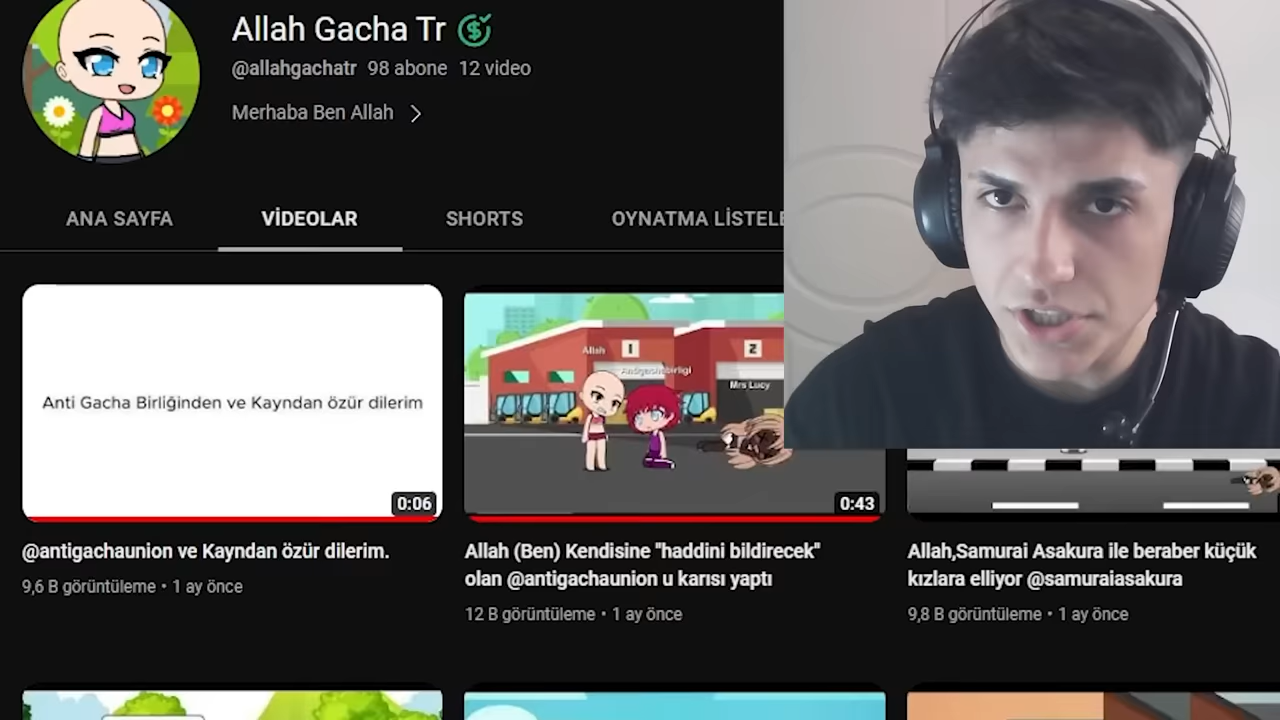 Allah Gacha Tr
@allahgachatr 98 abone 12 video
Merhaba Ben Allah
ANA SAYFA VİDEOLAR SHORTS OYNATMA LİSTELE
Anti Gacha Birliğinden ve Kayndan özür dilerim
0:06
Allah
1
Antigachabirligi
2
Mrs Lucy
0:43
@antigachaunion ve Kayndan özür dilerim.
9,6 B görüntüleme • 1 ay önce
Allah (Ben) Kendisine "haddini bildirecek"
olan @antigachaunion u karısı yaptı
12 B görüntüleme • 1 ay önce
Allah,Samurai Asakura ile beraber küçük
kızlara elliyor @samuraiasakura
9,8 B görüntüleme • 1 ay önce